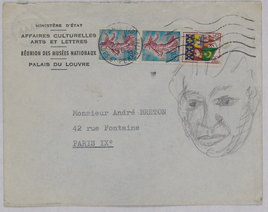 MINISTÈRE D'ÉTAT
AFFAIRES CULTURELLES
ARTS ET LETTRES
RÉUNION DES MUSÉES NATIONAUX
PALAIS DU LOUVRE
Monsieur André BRETON
42 rue Fontaine
PARIS IX°